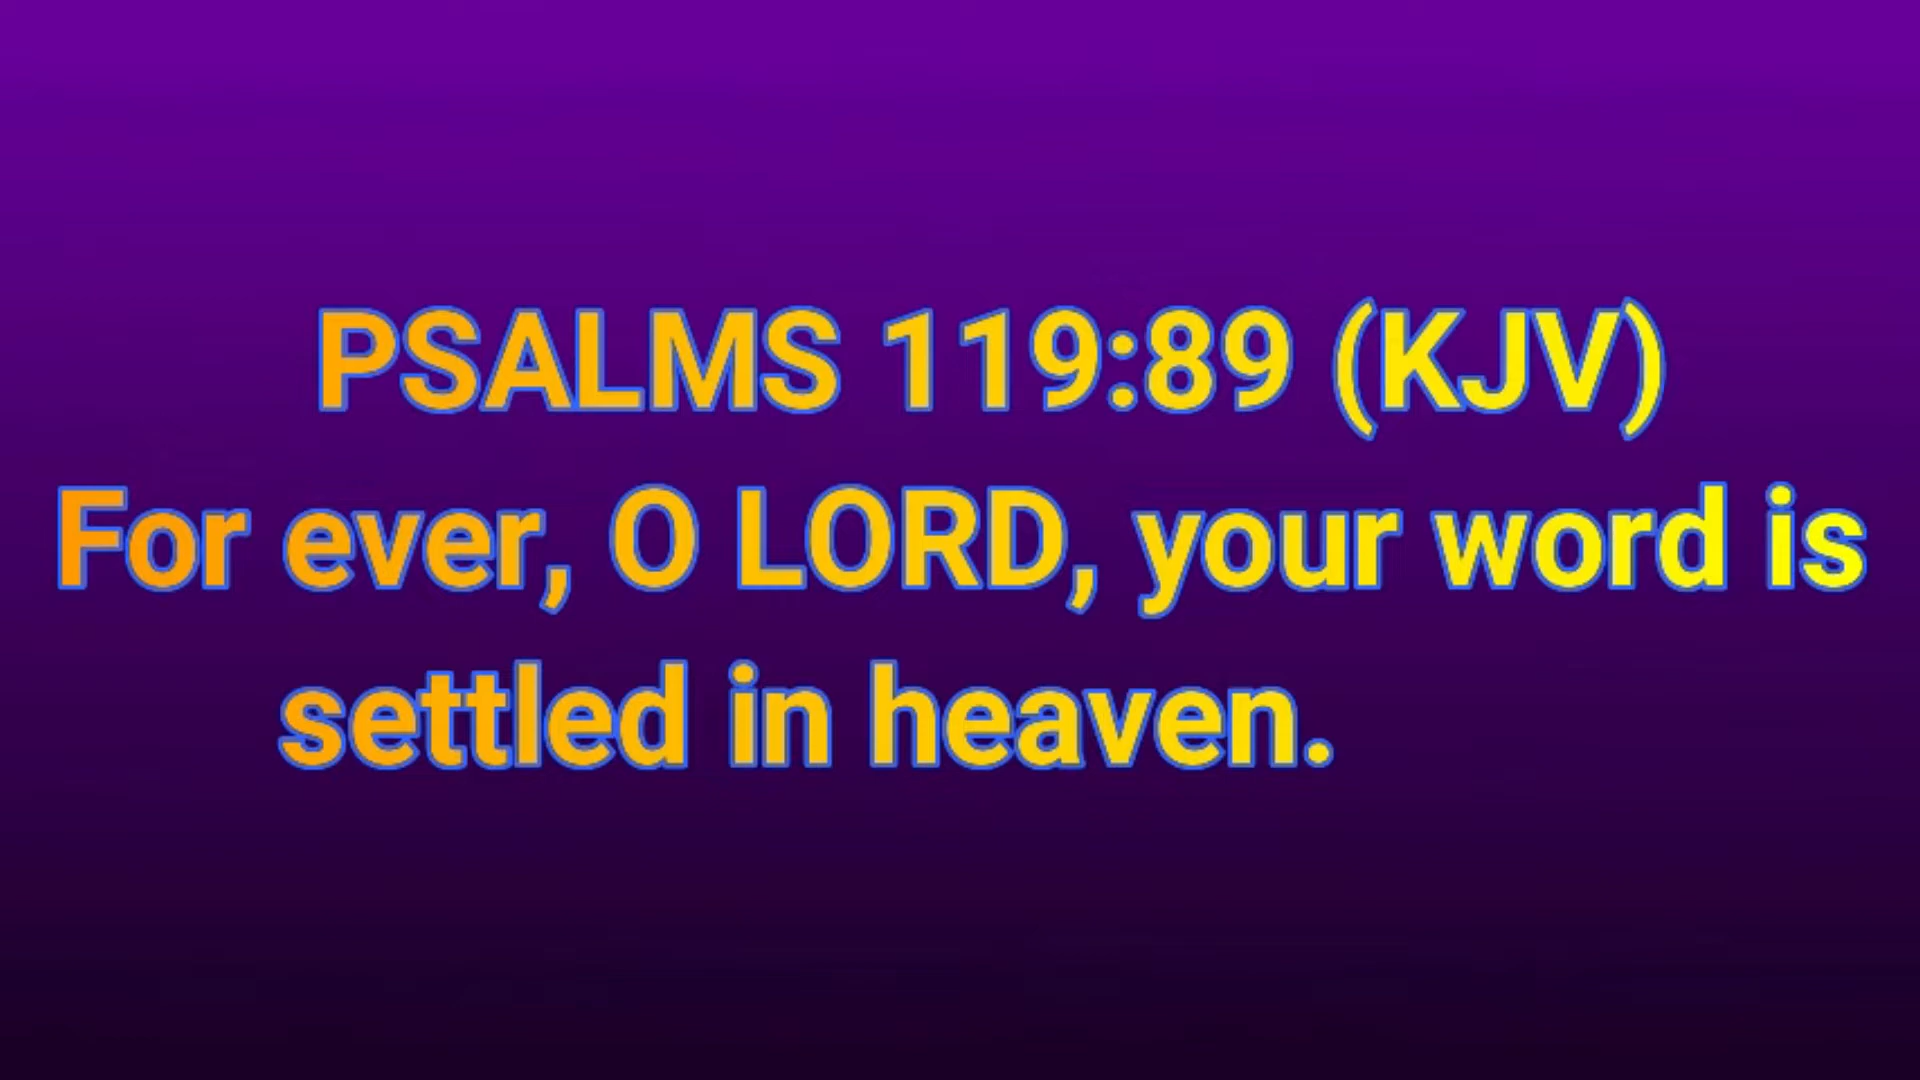 PSALMS 119:89 (KJV)
For ever, O LORD, your word is
settled in heaven.